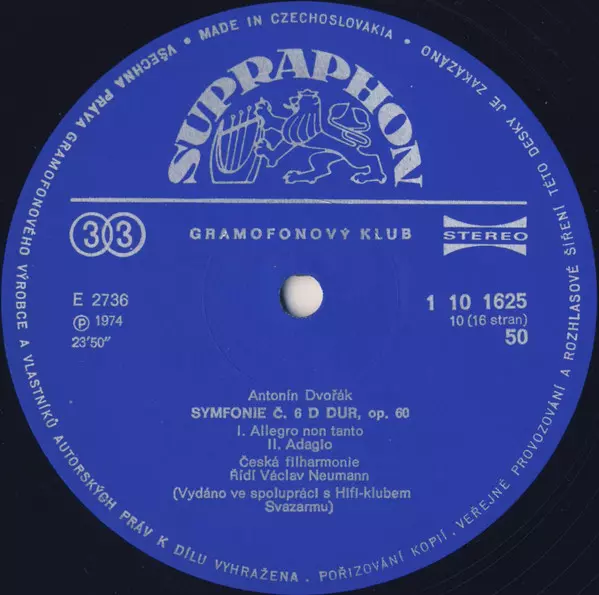 VŠECHNA PRÁVA GRAMOFONOVÉHO VÝROBCE A VLASTNÍKŮ AUTORSKÝCH PRÁV K DÍLU VYHRAŽENA. POŘIZOVÁNÍ KOPIÍ, VEŘEJNÉ PROVOZOVÁNÍ A ROZHLASOVÉ ŠÍŘENÍ TÉTO DESKY JE ZAKÁZÁNO
• MADE IN CZECHOSLOVAKIA •
SUPRAPHON
33
GRAMOFONOVÝ KLUB
STEREO
E 2736
Ⓟ 1974
23'50"
1 10 1625
10 (16 stran)
50
Antonín Dvořák
SYMFONIE Č. 6 D DUR, op. 60
I. Allegro non tanto
II. Adagio
Česká filharmonie
Řídí Václav Neumann
(Vydáno ve spolupráci s Hifi-klubem
Svazarmu)